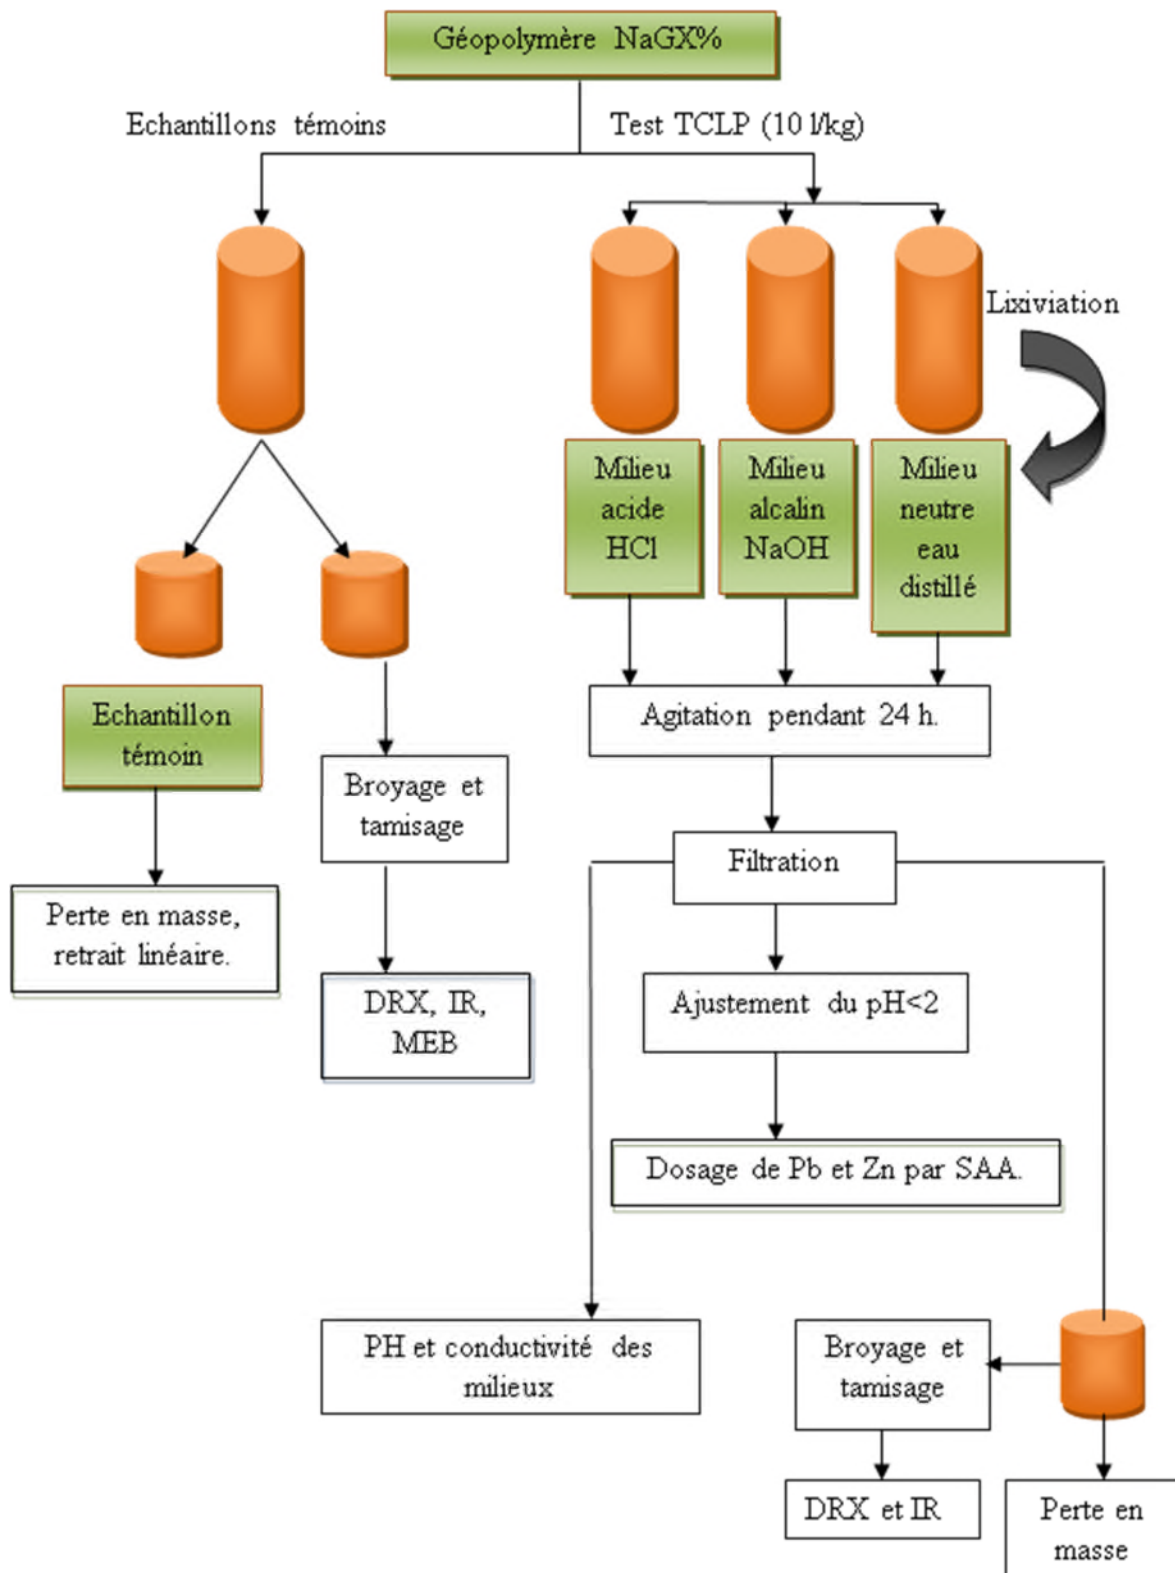 Géopolymère NaGX%
Echantillons témoins
Test TCLP (10 l/kg)
Lixiviation
Milieu
acide
HCl
Milieu
alcalin
NaOH
Milieu
neutre
eau
distillé
Echantillon
témoin
Agitation pendant 24 h.
Broyage et
tamisage
Filtration
Perte en masse,
retrait linéaire.
DRX, IR,
MEB
Ajustement du pH<2
Dosage de Pb et Zn par SAA.
PH et conductivité des
milieux
Broyage et
tamisage
DRX et IR
Perte en
masse